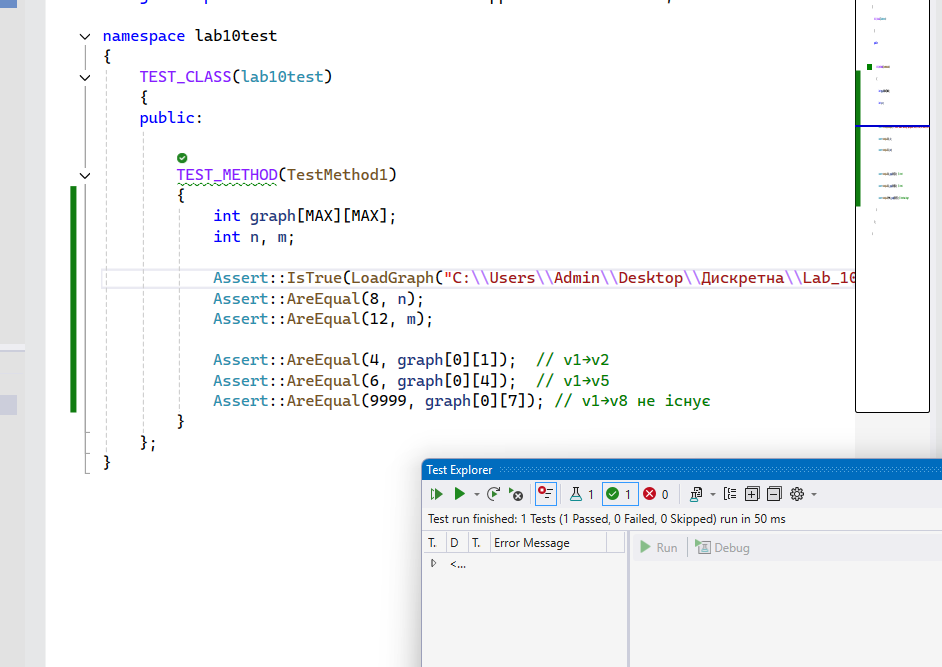 namespace lab10test
{
TEST_CLASS(lab10test)
{
public:
TEST_METHOD(TestMethod1)
{
int graph[MAX][MAX];
int n, m;
Assert::IsTrue(LoadGraph("C:\\Users\\Admin\\Desktop\\Дискретна\\Lab_10
Assert::AreEqual(8, n);
Assert::AreEqual(12, m);
Assert::AreEqual(4, graph[0][1]);  // v1→v2
Assert::AreEqual(6, graph[0][4]);  // v1→v5
Assert::AreEqual(9999, graph[0][7]); // v1→v8 не існує
}
};
}
Test Explorer
1 1 0
Test run finished: 1 Tests (1 Passed, 0 Failed, 0 Skipped) run in 50 ms
T. D T. Error Message
Run Debug
<...